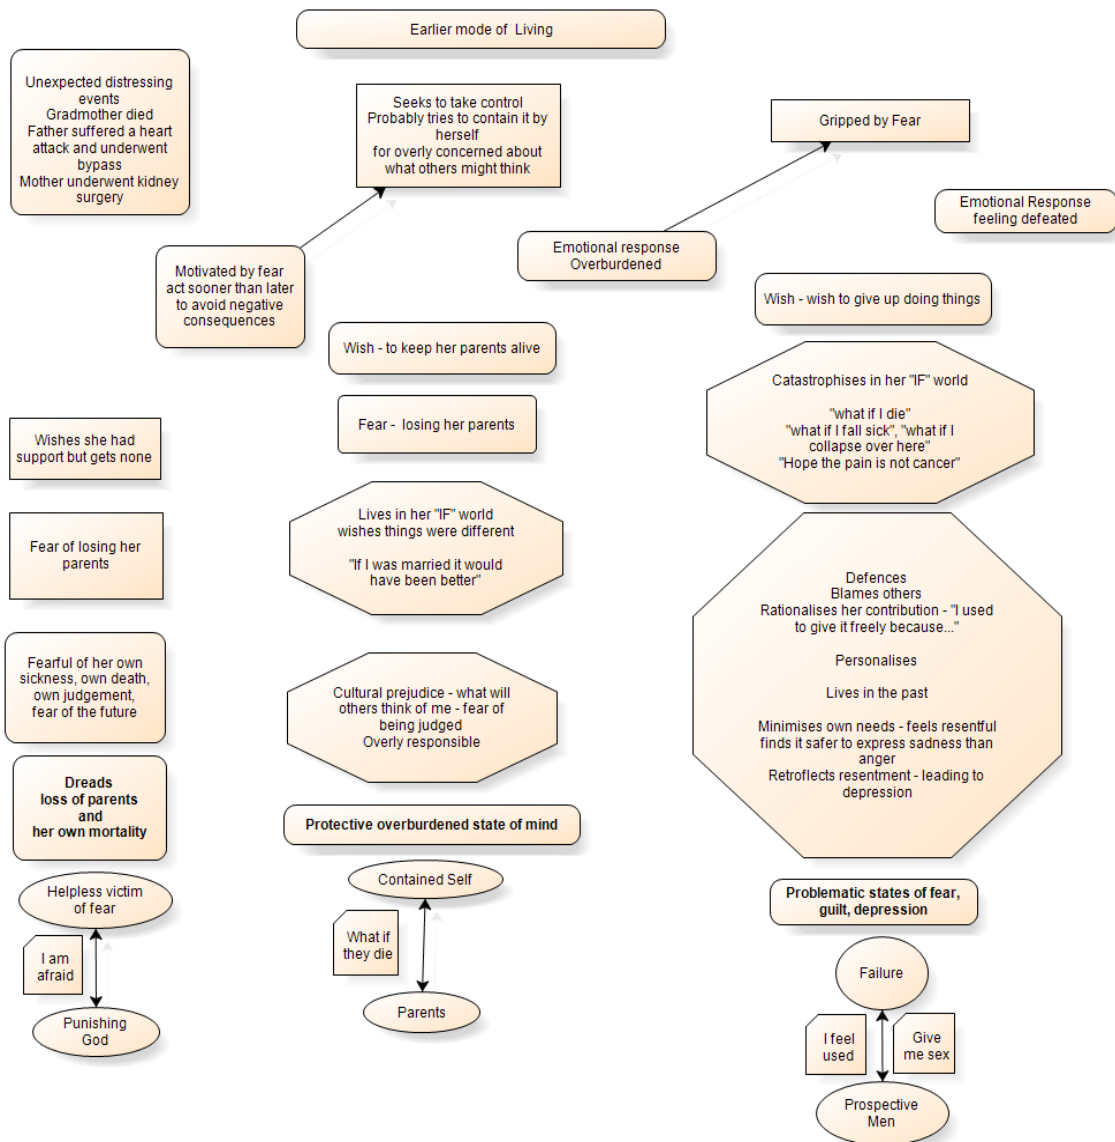 Earlier mode of Living
Unexpected distressing
events
Gradmother died
Father suffered a heart
attack and underwent
bypass
Mother underwent kidney
surgery
Seeks to take control
Probably tries to contain it by
herself
for overly concerned about
what others might think
Gripped by Fear
Emotional Response
feeling defeated
Motivated by fear
act sooner than later
to avoid negative
consequences
Emotional response
Overburdened
Wish - wish to give up doing things
Wish - to keep her parents alive
Catastrophises in her "IF" world
"what if I die"
"what if I fall sick", "what if I
collapse over here"
"Hope the pain is not cancer"
Wishes she had
support but gets none
Fear - losing her parents
Fear of losing her
parents
Lives in her "IF" world
wishes things were different
"If I was married it would
have been better"
Defences
Blames others
Rationalises her contribution - "I used
to give it freely because..."
Personalises
Lives in the past
Minimises own needs - feels resentful
finds it safer to express sadness than
anger
Retroflects resentment - leading to
depression
Fearful of her own
sickness, own death,
own judgement,
fear of the future
Cultural prejudice - what will
others think of me - fear of
being judged
Overly responsible
Dreads
loss of parents
and
her own mortality
Protective overburdened state of mind
Problematic states of fear,
guilt, depression
Helpless victim
of fear
I am
afraid
Punishing
God
Contained Self
What if
they die
Parents
Failure
I feel
used
Give
me sex
Prospective
Men